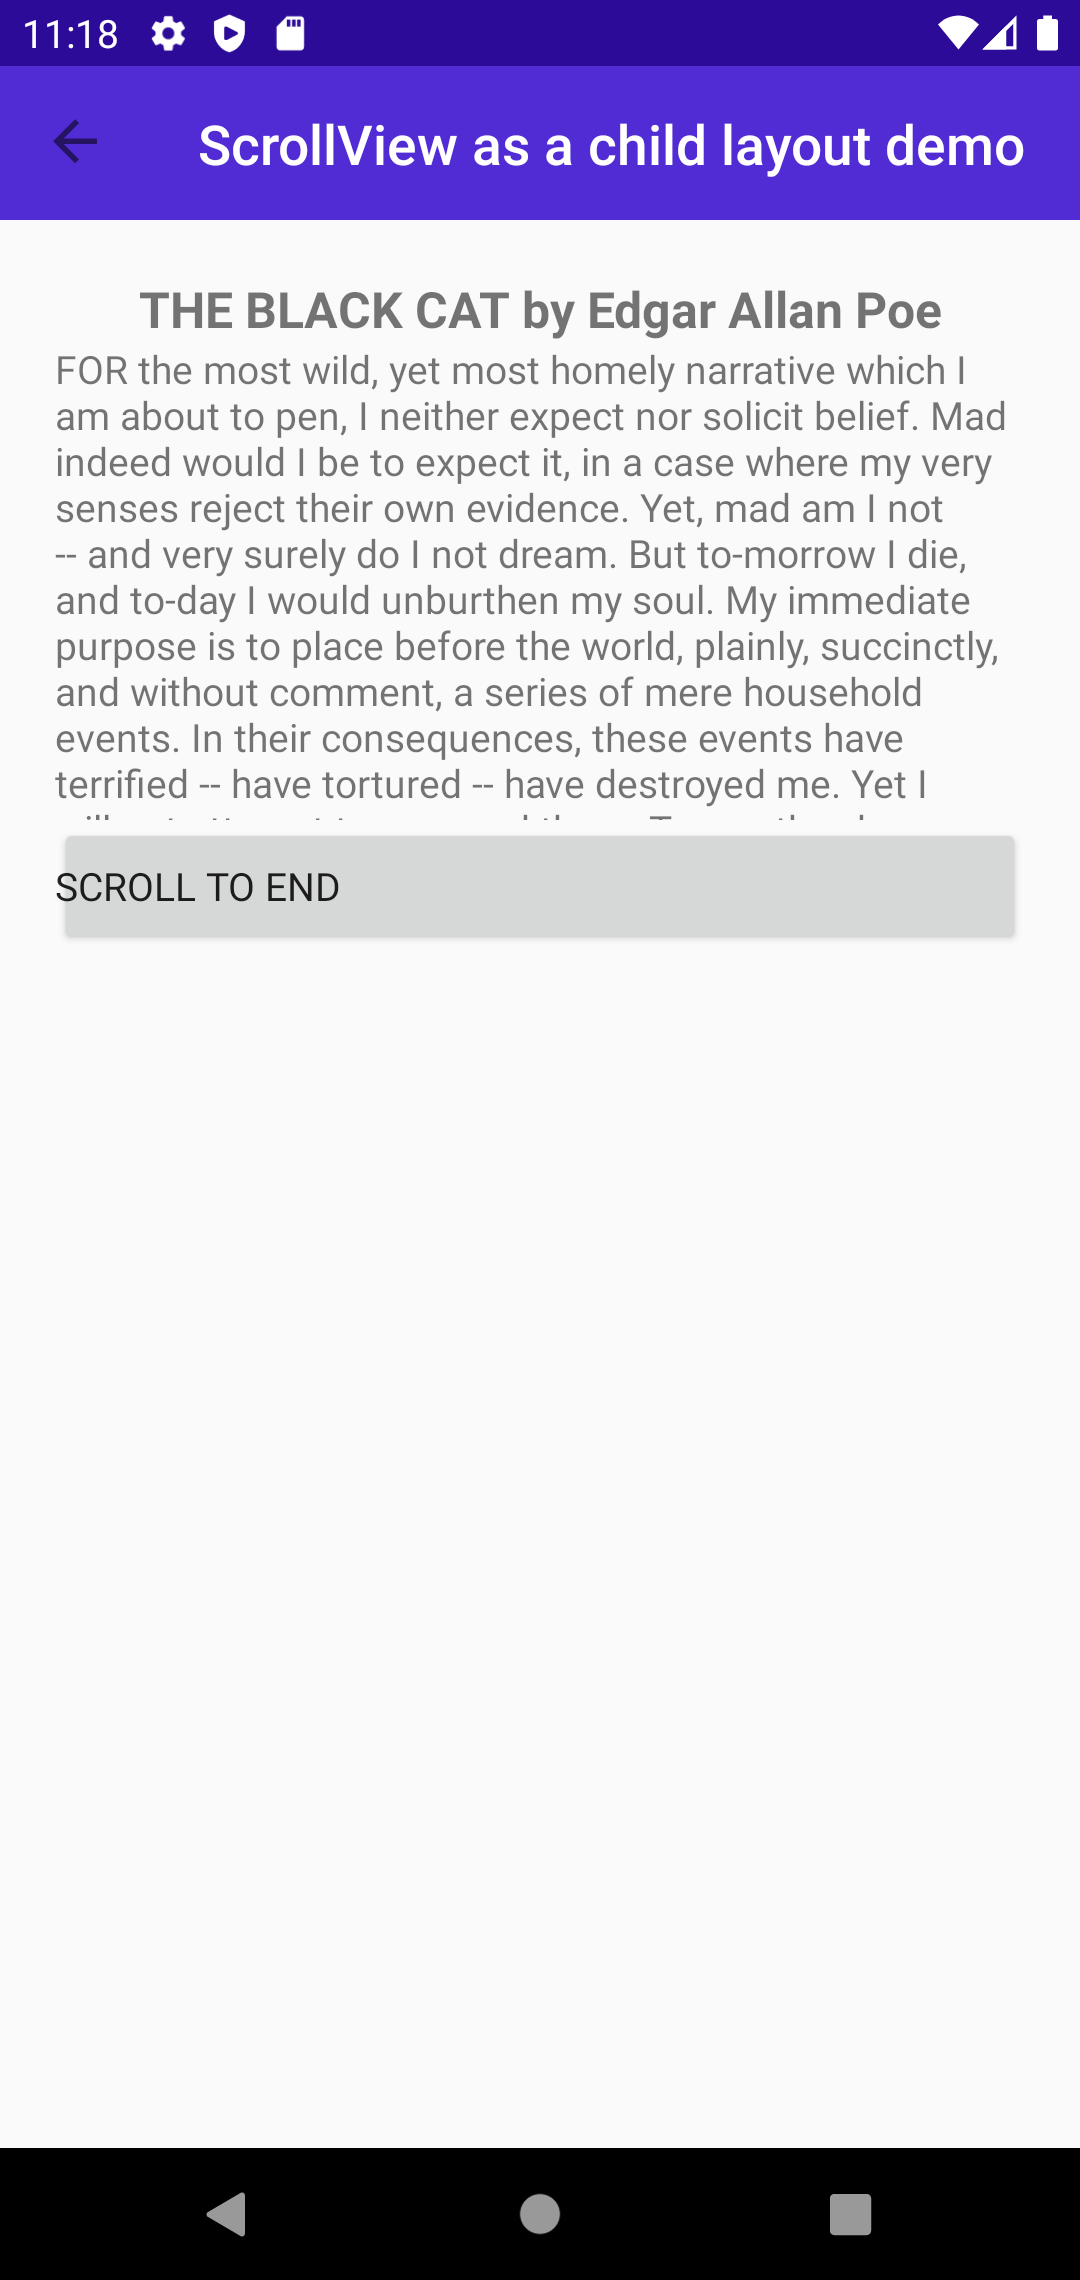 11:18
ScrollView as a child layout demo
THE BLACK CAT by Edgar Allan Poe
FOR the most wild, yet most homely narrative which I
am about to pen, I neither expect nor solicit belief. Mad
indeed would I be to expect it, in a case where my very
senses reject their own evidence. Yet, mad am I not
-- and very surely do I not dream. But to-morrow I die,
and to-day I would unburthen my soul. My immediate
purpose is to place before the world, plainly, succinctly,
and without comment, a series of mere household
events. In their consequences, these events have
terrified -- have tortured -- have destroyed me. Yet I
SCROLL TO END